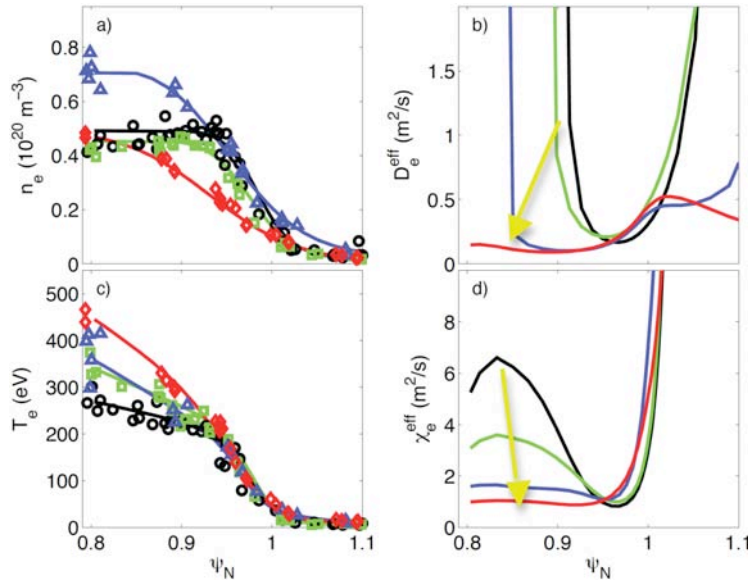 a)
0.8
0.6
0.4
0.2
0
n_e (10^20 m^-3)
b)
1.5
1
0.5
0
D_e^eff (m^2/s)
c)
500
400
300
200
100
0
T_e (eV)
0.8 0.9 1 1.1
ψ_N
d)
8
6
4
2
0
χ_e^eff (m^2/s)
0.8 0.9 1 1.1
ψ_N